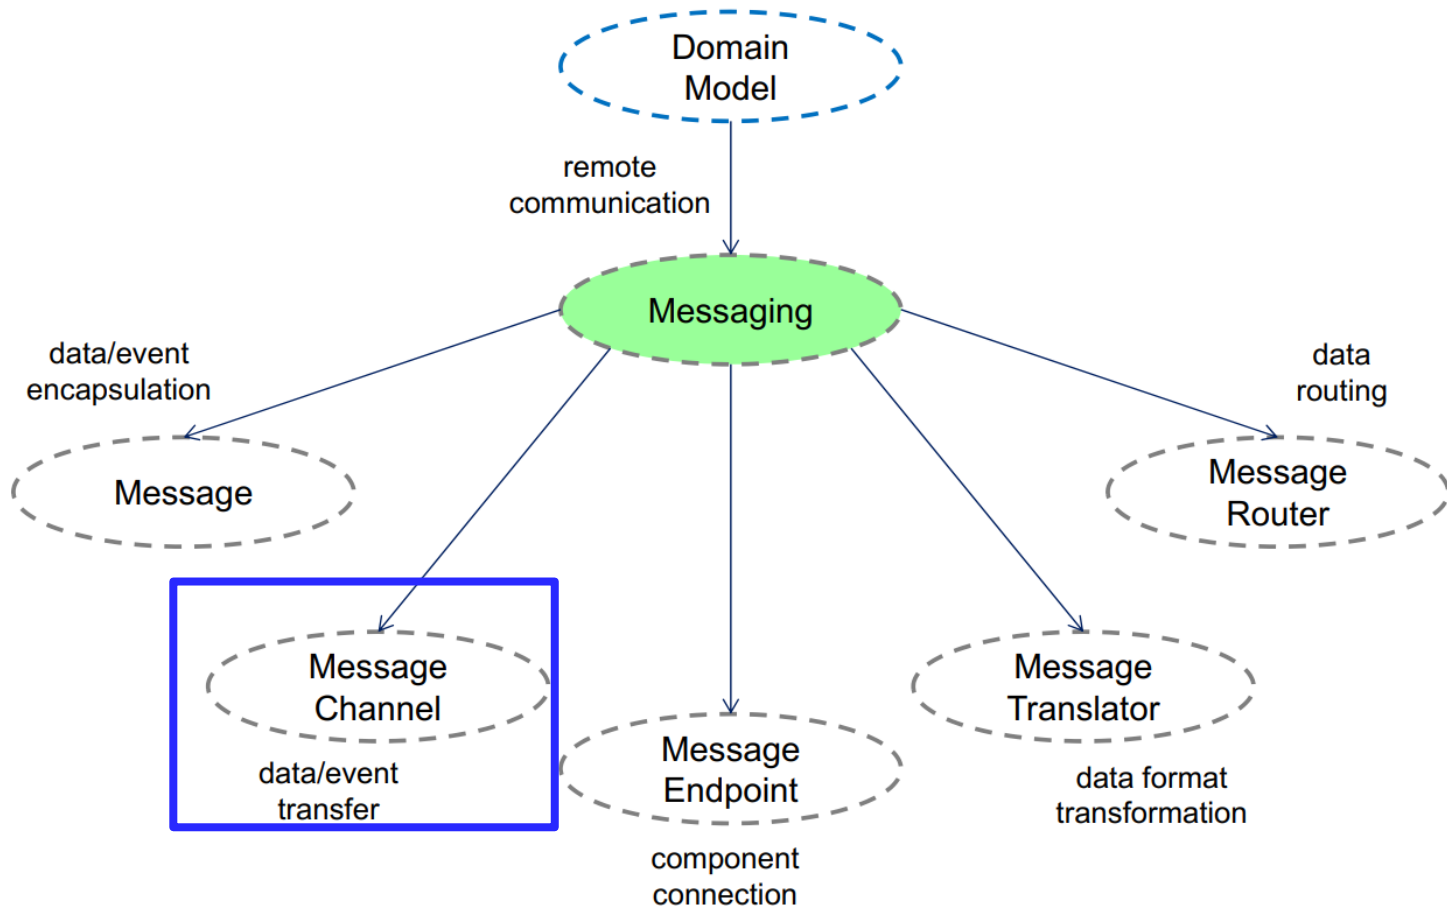 Domain
Model
remote
communication
Messaging
data/event
encapsulation
data
routing
Message
Message
Router
Message
Channel
data/event
transfer
Message
Endpoint
component
connection
Message
Translator
data format
transformation